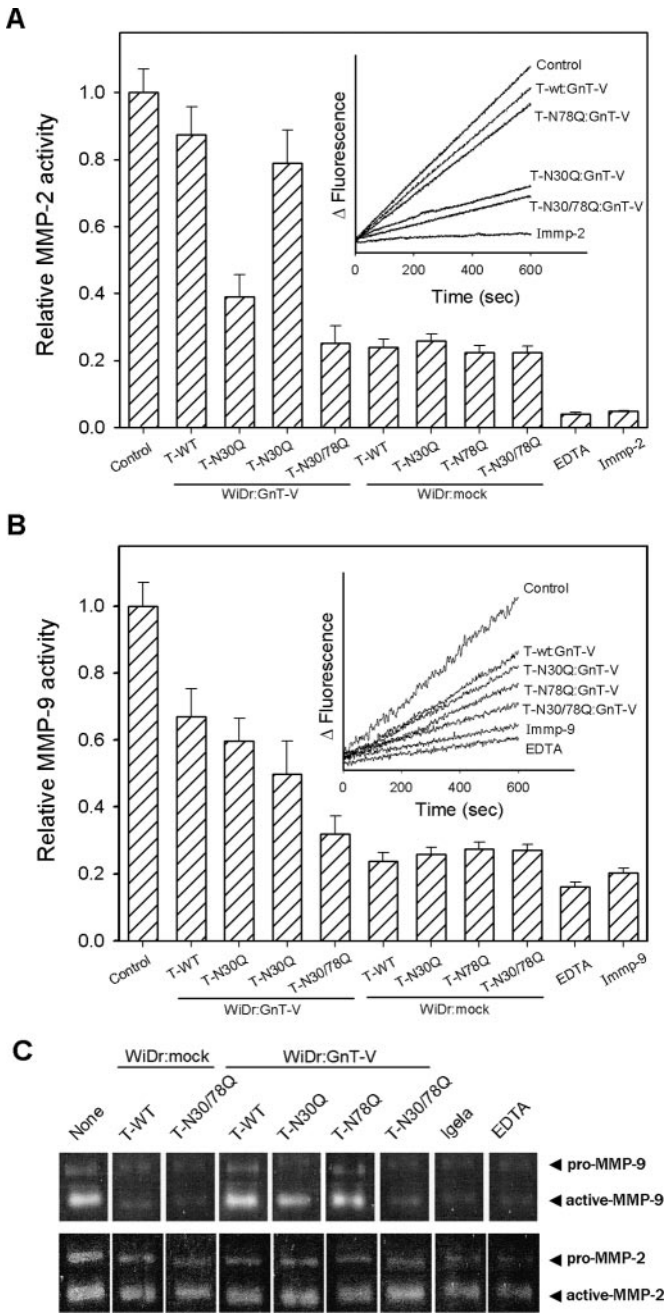 A
Relative MMP-2 activity
1.0
0.8
0.6
0.4
0.2
0.0
Control
T-WT
T-N30Q
T-N30Q
T-N30/78Q
T-WT
T-N30Q
T-N78Q
T-N30/78Q
EDTA
Immp-2
WiDr:GnT-V
WiDr:mock
Δ Fluorescence
Control
T-wt:GnT-V
T-N78Q:GnT-V
T-N30Q:GnT-V
T-N30/78Q:GnT-V
Immp-2
0 200 400 600
Time (sec)
B
Relative MMP-9 activity
1.0
0.8
0.6
0.4
0.2
0.0
Control
T-WT
T-N30Q
T-N30Q
T-N30/78Q
T-WT
T-N30Q
T-N78Q
T-N30/78Q
EDTA
Immp-9
WiDr:GnT-V
WiDr:mock
Δ Fluorescence
Control
T-wt:GnT-V
T-N30Q:GnT-V
T-N78Q:GnT-V
T-N30/78Q:GnT-V
Immp-9
EDTA
0 200 400 600
Time (sec)
C
WiDr:mock
WiDr:GnT-V
None
T-WT
T-N30/78Q
T-WT
T-N30Q
T-N78Q
T-N30/78Q
Igela
EDTA
◄ pro-MMP-9
◄ active-MMP-9
◄ pro-MMP-2
◄ active-MMP-2